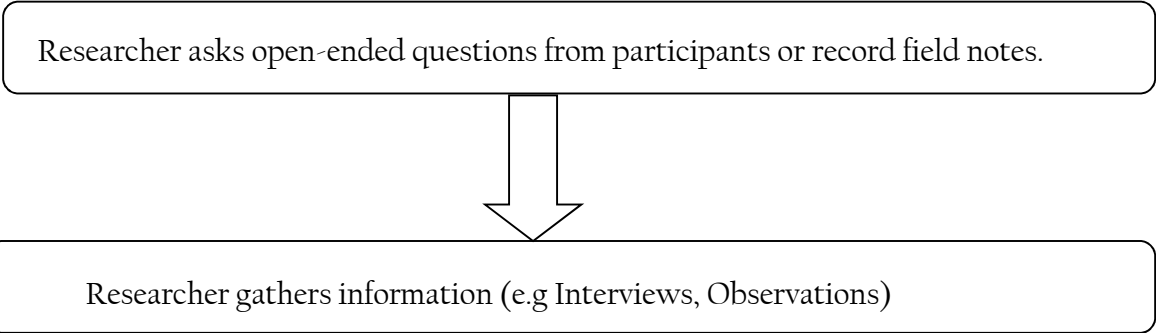 Researcher asks open-ended questions from participants or record field notes.
Researcher gathers information (e.g Interviews, Observations)